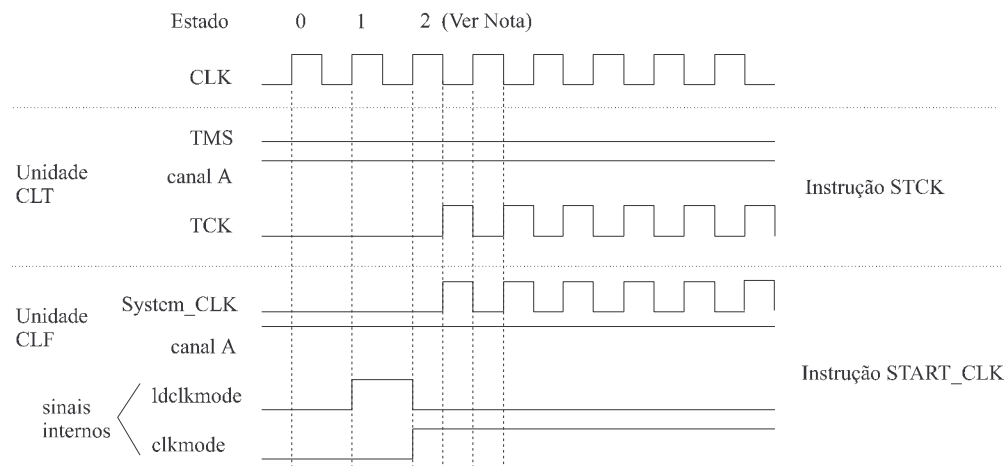 Estado 0 1 2 (Ver Nota)
CLK
TMS
Unidade
CLT
canal A
Instrução STCK
TCK
System_CLK
Unidade
CLF
canal A
Instrução START_CLK
ldclkmode
sinais
internos
clkmode